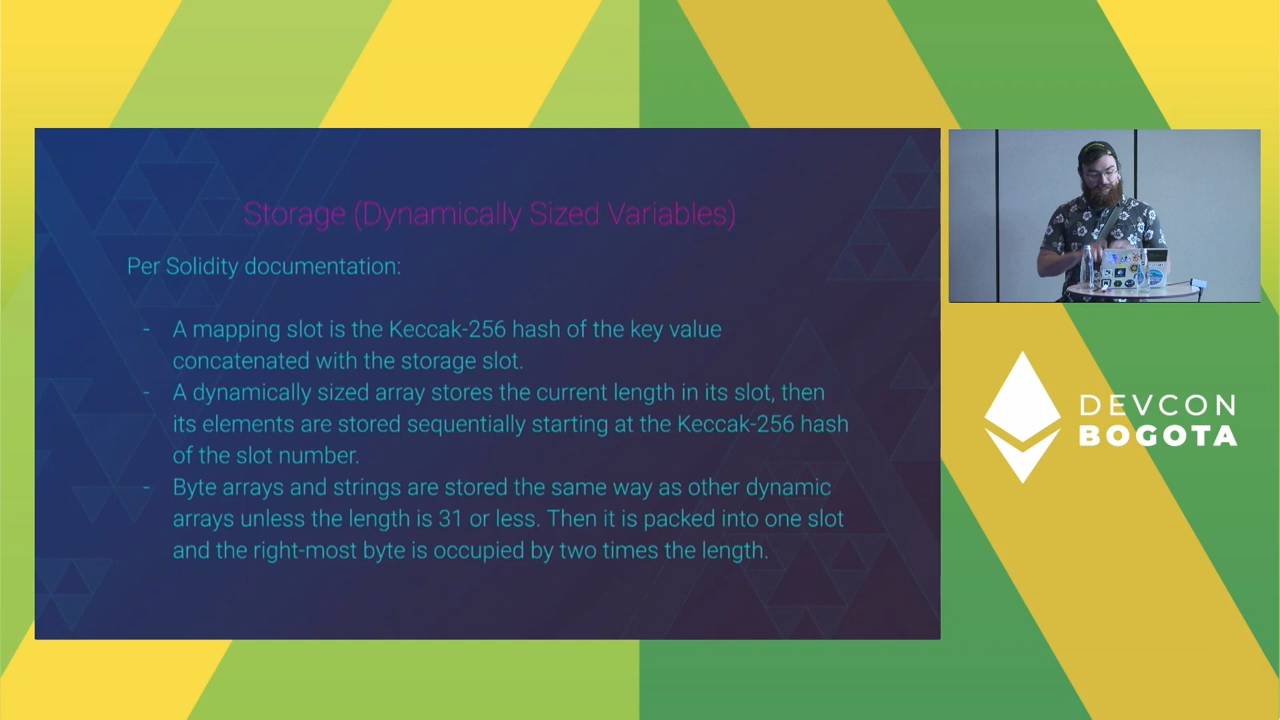 Storage (Dynamically Sized Variables)
Per Solidity documentation:
- A mapping slot is the Keccak-256 hash of the key value
concatenated with the storage slot.
- A dynamically sized array stores the current length in its slot, then
its elements are stored sequentially starting at the Keccak-256 hash
of the slot number.
- Byte arrays and strings are stored the same way as other dynamic
arrays unless the length is 31 or less. Then it is packed into one slot
and the right-most byte is occupied by two times the length.
DEVCON
BOGOTA